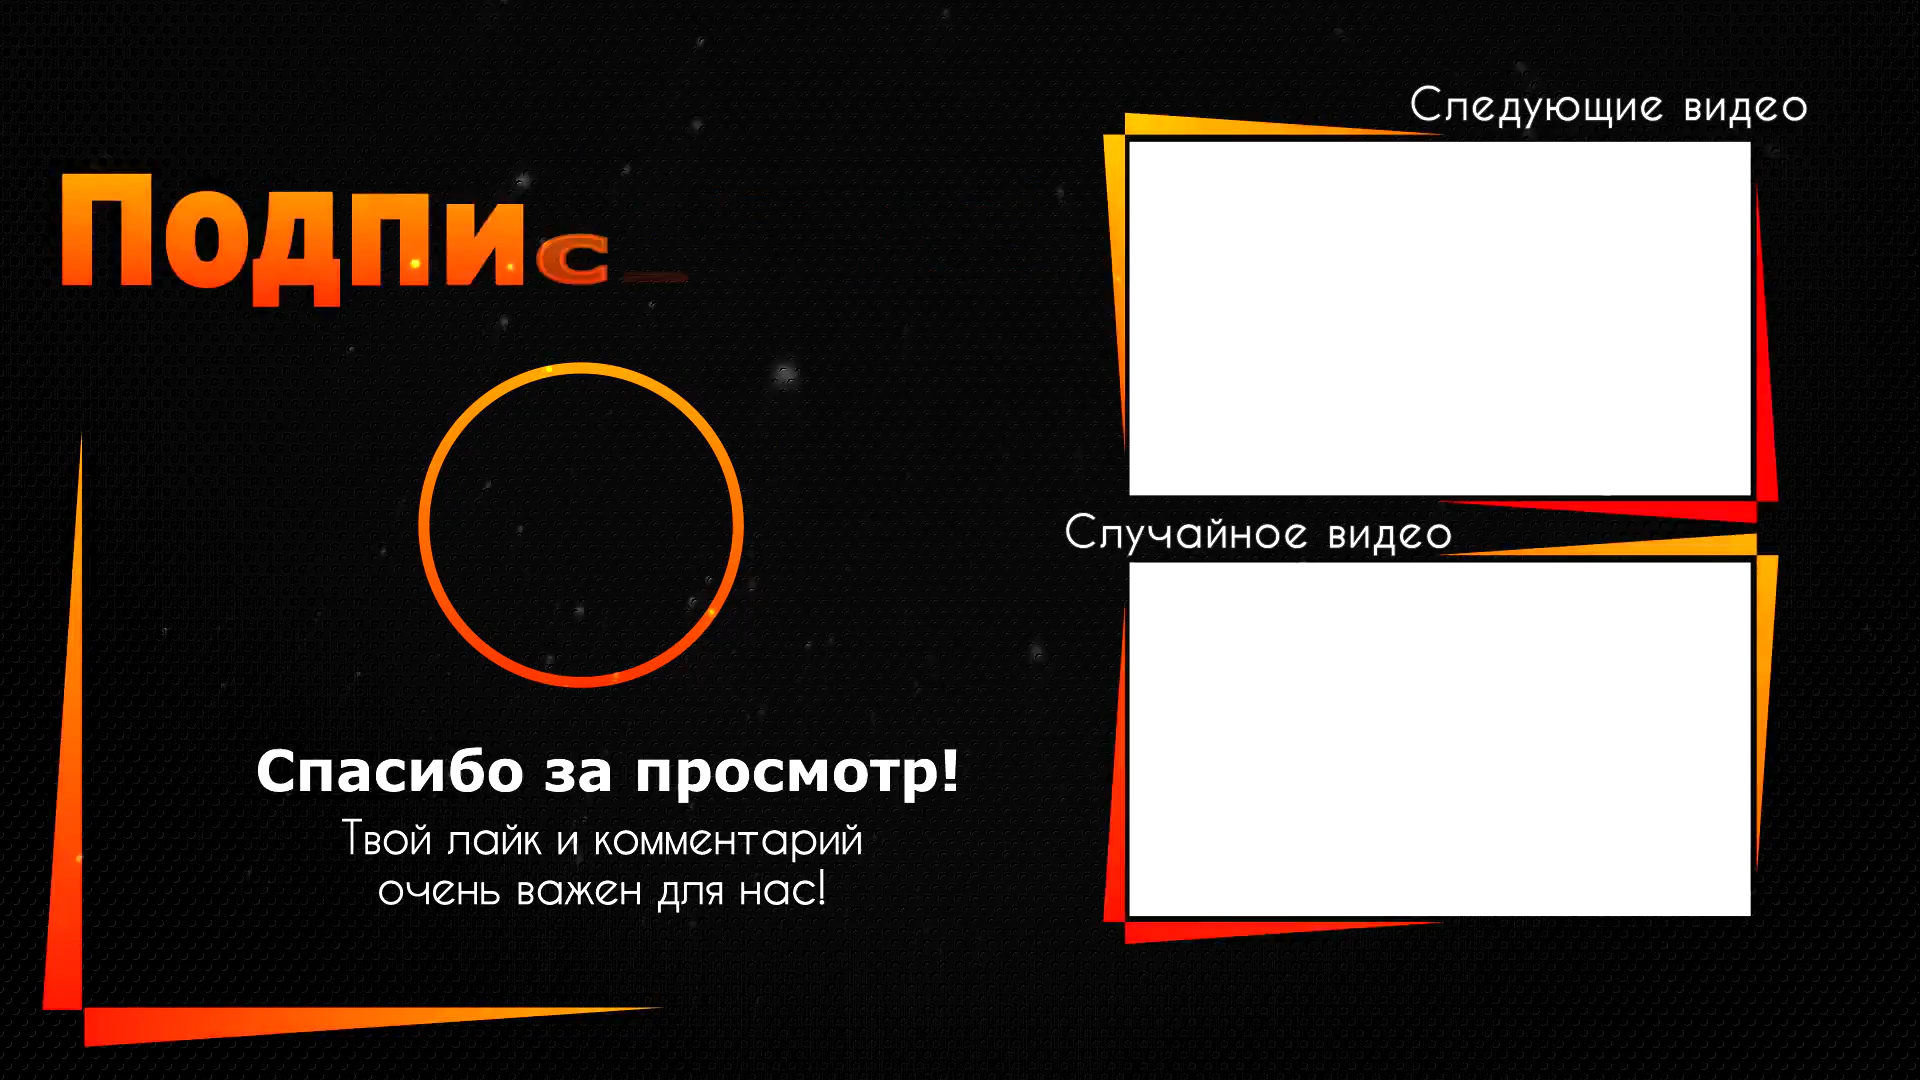 Подпис
Следующие видео
Случайное видео
Спасибо за просмотр!
Твой лайк и комментарий
очень важен для нас!